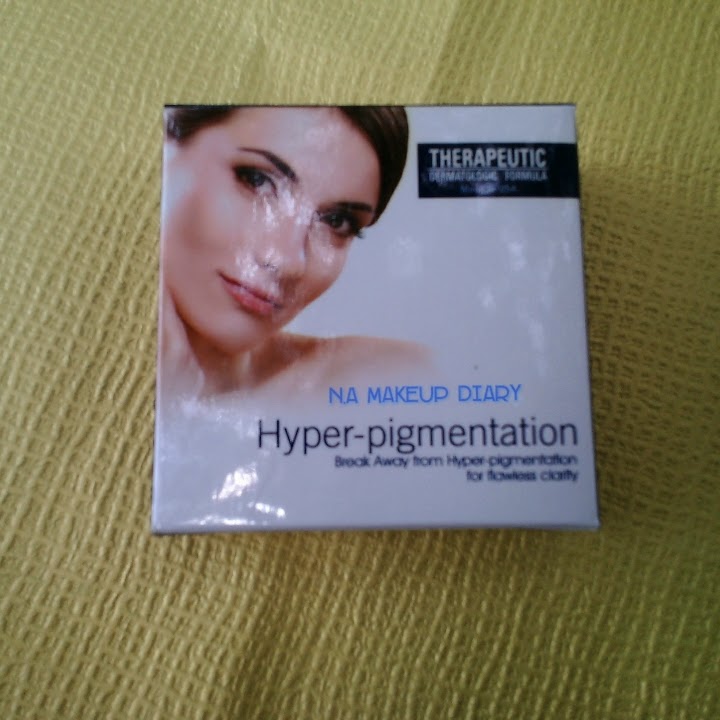 THERAPEUTIC
DERMATOLOGIC FORMULA
N.A MAKEUP DIARY
Hyper-pigmentation
Break Away from Hyper-pigmentation
for flawless clarity